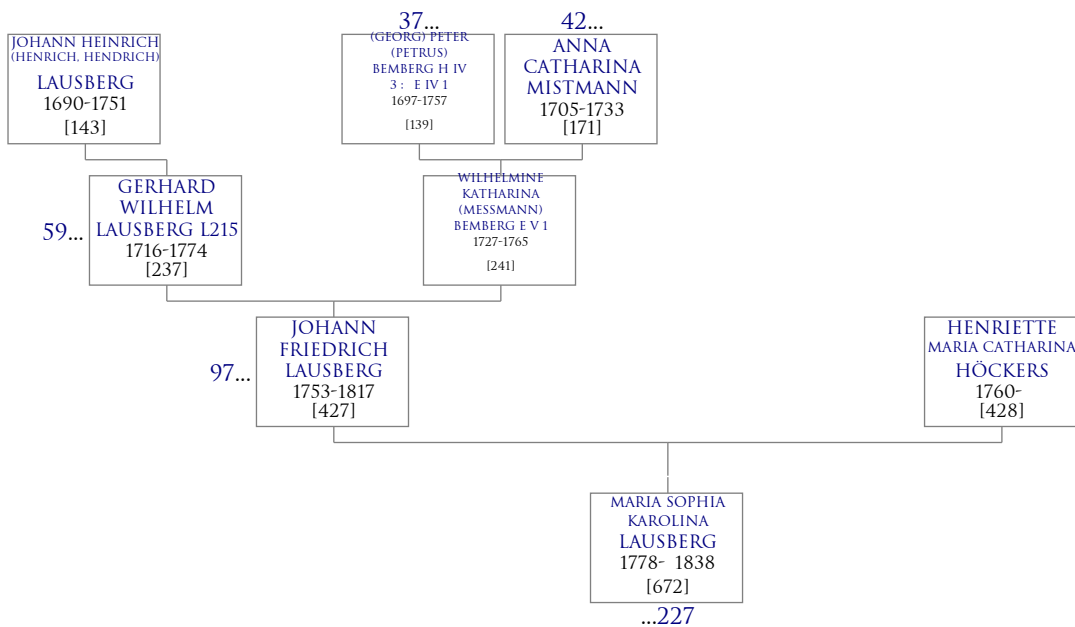 37...
42...
JOHANN HEINRICH
(HENRICH, HENDRICH)
LAUSBERG
1690-1751
[143]
(GEORG) PETER
(PETRUS)
BEMBERG H IV
3 : E IV 1
1697-1757
[139]
ANNA
CATHARINA
MISTMANN
1705-1733
[171]
59...
GERHARD
WILHELM
LAUSBERG L215
1716-1774
[237]
WILHELMINE
KATHARINA
(MESSMANN)
BEMBERG E V 1
1727-1765
[241]
97...
JOHANN
FRIEDRICH
LAUSBERG
1753-1817
[427]
HENRIETTE
MARIA CATHARINA
HÖCKERS
1760-
[428]
MARIA SOPHIA
KAROLINA
LAUSBERG
1778- 1838
[672]
...227